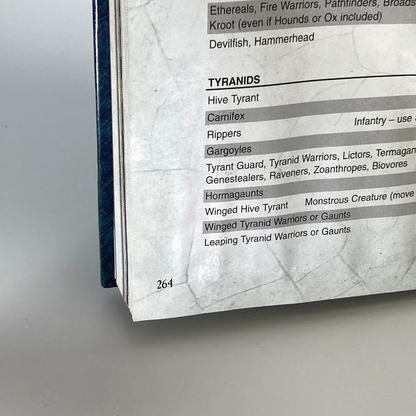 Ethereals, Fire Warriors, Pathfinders, Broads
Kroot (even if Hounds or Ox included)
Devilfish, Hammerhead
TYRANIDS
Hive Tyrant
Carnifex Infantry – use
Rippers
Gargoyles
Tyrant Guard, Tyranid Warriors, Lictors, Termagan
Genestealers, Raveners, Zoanthropes, Biovores
Hormagaunts
Winged Hive Tyrant Monstrous Creature (move
Winged Tyranid Warriors or Gaunts
Leaping Tyranid Warriors or Gaunts
264